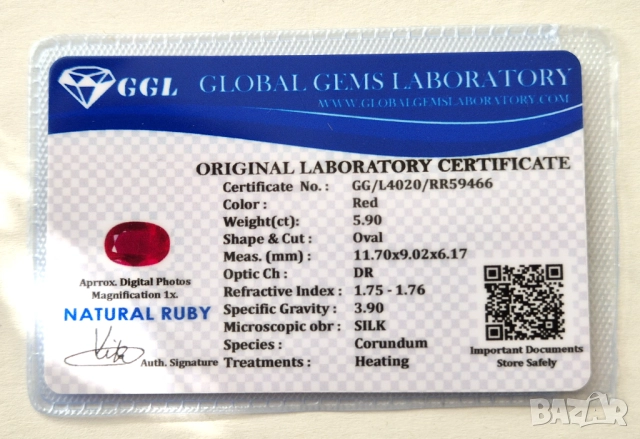 GGL
GLOBAL GEMS LABORATORY
WWW.GLOBALGEMSLABORATORY.COM
ORIGINAL LABORATORY CERTIFICATE
Certificate No. : GG/L4020/RR59466
Color : Red
Weight(ct): 5.90
Shape & Cut : Oval
Meas. (mm) : 11.70x9.02x6.17
Optic Ch : DR
Refractive Index : 1.75 - 1.76
Specific Gravity : 3.90
Microscopic obr : SILK
Species : Corundum
Treatments : Heating
Aprrox. Digital Photos
Magnification 1x.
NATURAL RUBY
Auth. Signature
Important Documents
Store Safely
BAZAR